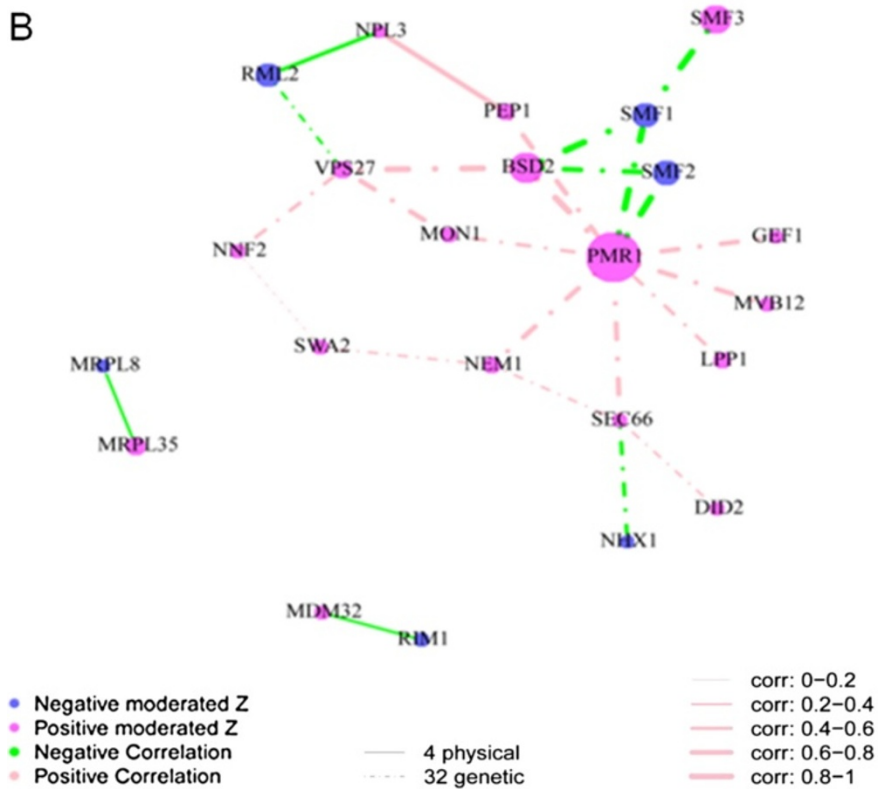 B
SMF3
NPL3
RML2
PEP1
SMF1
VPS27
BSD2
SMF2
MON1
GEF1
NNF2
PMR1
MVB12
SWA2
LPP1
MRPL8
NEM1
SEC66
MRPL35
DID2
NHX1
MDM32
RIM1
Negative moderated Z
Positive moderated Z
Negative Correlation
Positive Correlation
4 physical
32 genetic
corr: 0-0.2
corr: 0.2-0.4
corr: 0.4-0.6
corr: 0.6-0.8
corr: 0.8-1